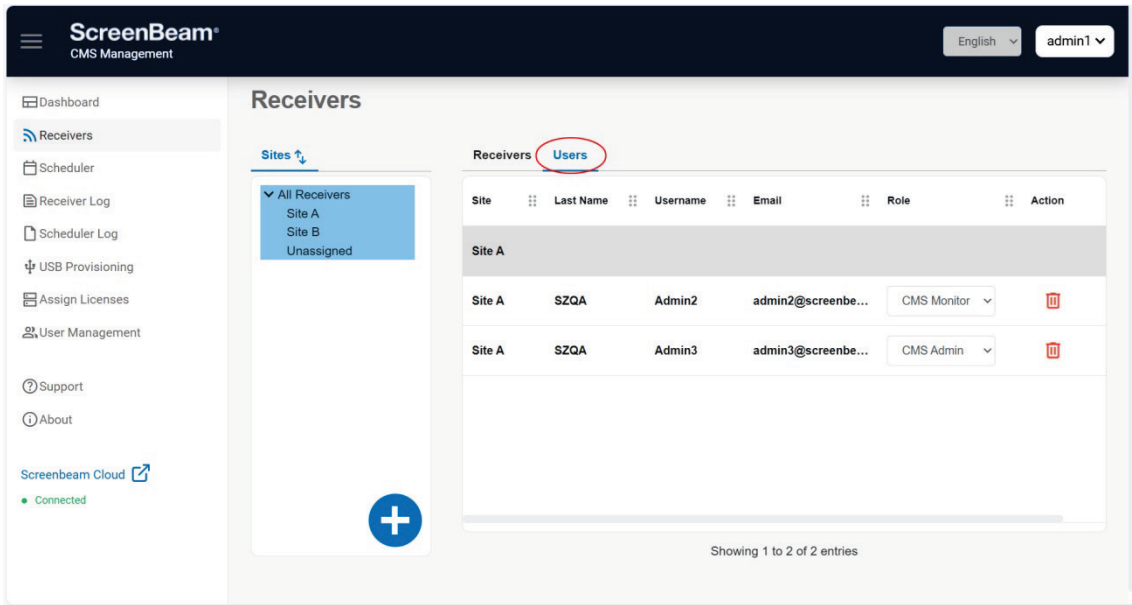 ScreenBeam®
CMS Management
English
admin1
Dashboard
Receivers
Scheduler
Receiver Log
Scheduler Log
USB Provisioning
Assign Licenses
User Management
Support
About
Screenbeam Cloud
Connected
Receivers
Sites
All Receivers
Site A
Site B
Unassigned
Receivers Users
Site Last Name Username Email Role Action
Site A
Site A SZQA Admin2 admin2@screenbe... CMS Monitor
Site A SZQA Admin3 admin3@screenbe... CMS Admin
Showing 1 to 2 of 2 entries